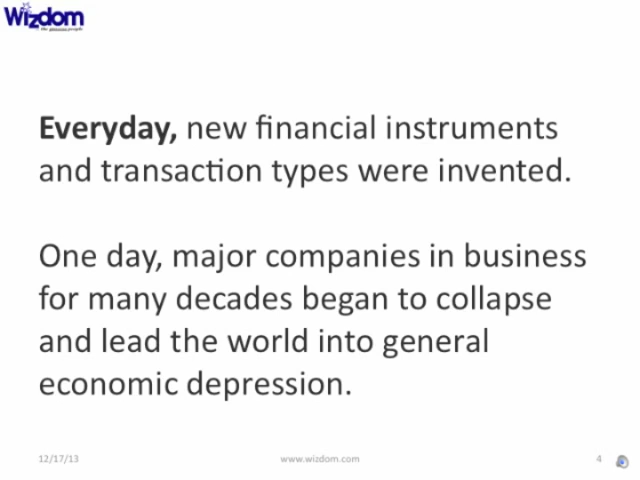 Wizdom
Everyday, new financial instruments
and transaction types were invented.
One day, major companies in business
for many decades began to collapse
and lead the world into general
economic depression.
12/17/13
www.wizdom.com
4